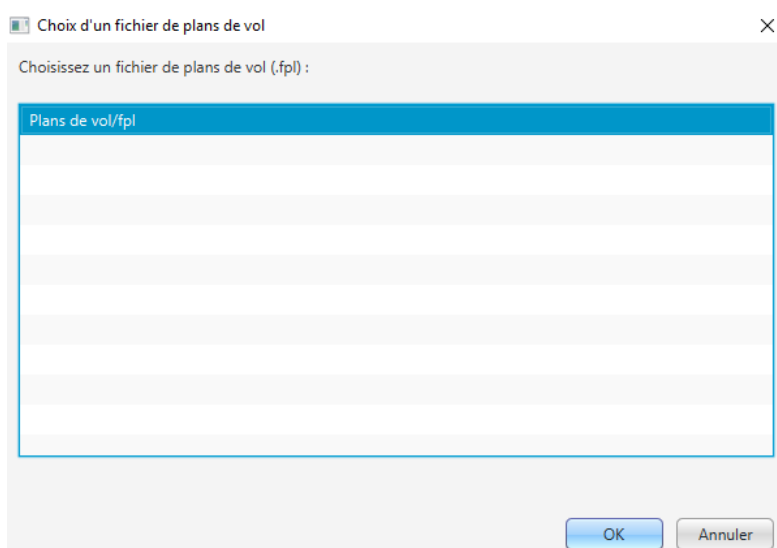 Choix d'un fichier de plans de vol
Choisissez un fichier de plans de vol (.fpl) :
Plans de vol/fpl
OK
Annuler